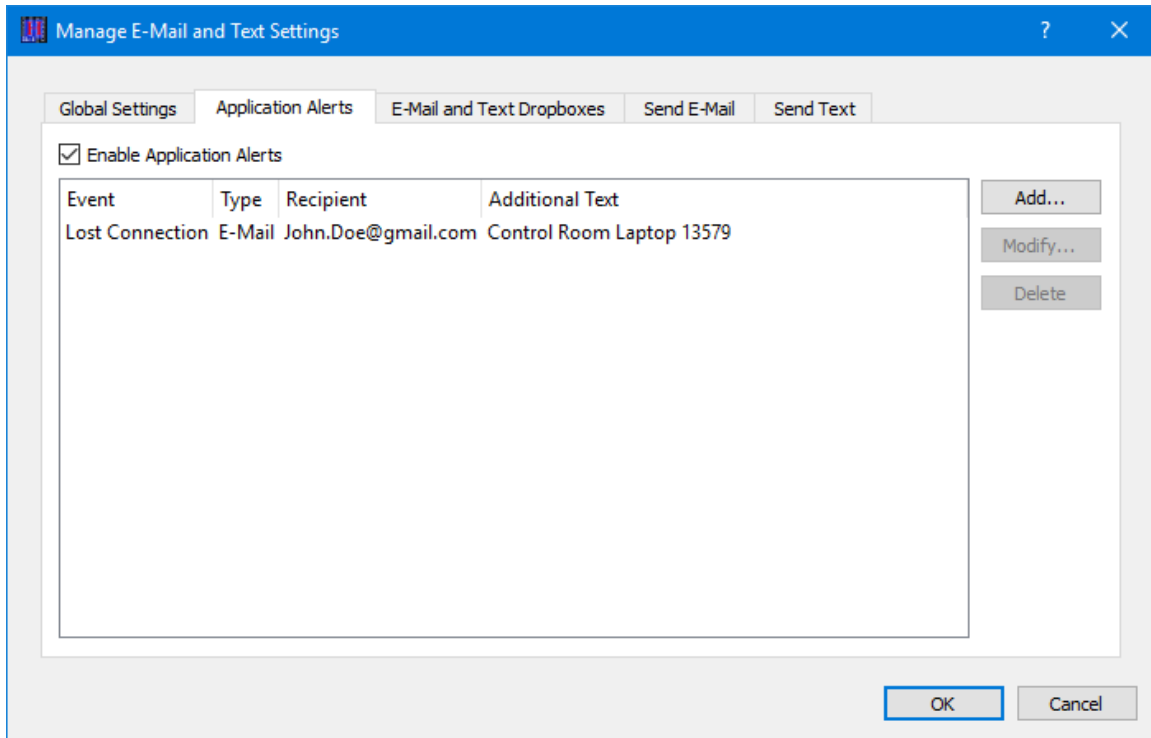 Manage E-Mail and Text Settings ?
Global Settings Application Alerts E-Mail and Text Dropboxes Send E-Mail Send Text
Enable Application Alerts
Event Type Recipient Additional Text
Lost Connection E-Mail John.Doe@gmail.com Control Room Laptop 13579
Add...
Modify...
Delete
OK Cancel